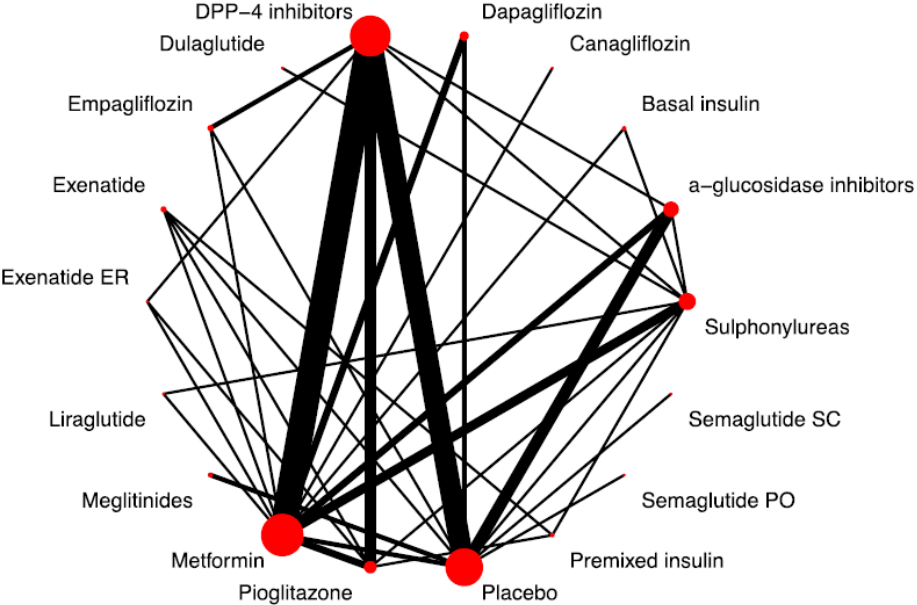 DPP−4 inhibitors
Dapagliflozin
Dulaglutide
Canagliflozin
Empagliflozin
Basal insulin
Exenatide
a−glucosidase inhibitors
Exenatide ER
Sulphonylureas
Liraglutide
Semaglutide SC
Meglitinides
Semaglutide PO
Metformin
Premixed insulin
Pioglitazone
Placebo